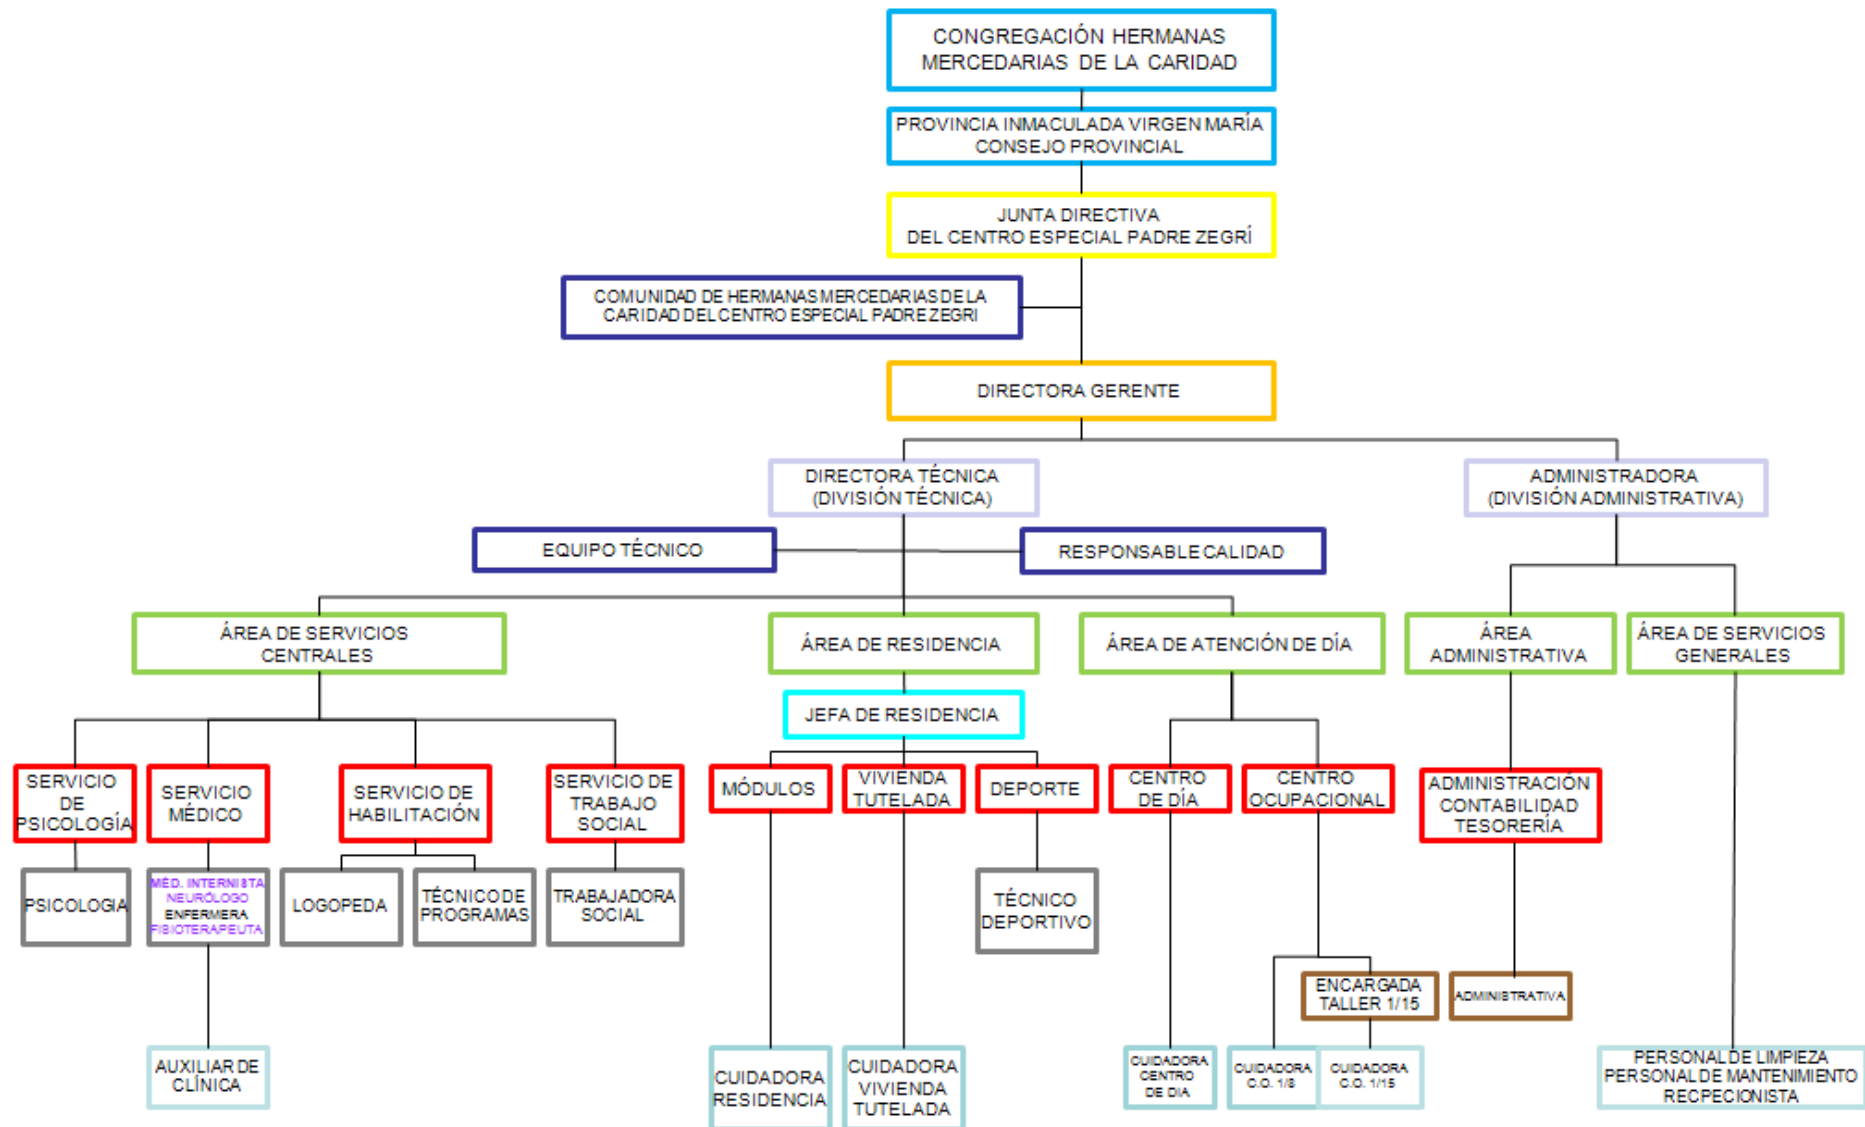 CONGREGACIÓN HERMANAS
MERCEDARIAS DE LA CARIDAD
PROVINCIA INMACULADA VIRGEN MARÍA
CONSEJO PROVINCIAL
JUNTA DIRECTIVA
DEL CENTRO ESPECIAL PADRE ZEGRÍ
COMUNIDAD DE HERMANAS MERCEDARIAS DE LA
CARIDAD DEL CENTRO ESPECIAL PADRE ZEGRI
DIRECTORA GERENTE
DIRECTORA TÉCNICA
(DIVISIÓN TÉCNICA)
ADMINISTRADORA
(DIVISIÓN ADMINISTRATIVA)
EQUIPO TÉCNICO
RESPONSABLE CALIDAD
ÁREA DE SERVICIOS
CENTRALES
ÁREA DE RESIDENCIA
ÁREA DE ATENCIÓN DE DÍA
ÁREA
ADMINISTRATIVA
ÁREA DE SERVICIOS
GENERALES
JEFA DE RESIDENCIA
SERVICIO
DE
PSICOLOGÍA
SERVICIO
MÉDICO
SERVICIO DE
HABILITACIÓN
SERVICIO DE
TRABAJO
SOCIAL
MÓDULOS
VIVIENDA
TUTELADA
DEPORTE
CENTRO
DE DÍA
CENTRO
OCUPACIONAL
ADMINISTRACIÓN
CONTABILIDAD
TESORERÍA
PSICOLOGIA
MÉD. INTERNISTA
NEURÓLOGO
ENFERMERA
FISIOTERAPEUTA
LOGOPEDA
TÉCNICO DE
PROGRAMAS
TRABAJADORA
SOCIAL
TÉCNICO
DEPORTIVO
ENCARGADA
TALLER 1/15
ADMINISTRATIVA
AUXILIAR DE
CLÍNICA
CUIDADORA
RESIDENCIA
CUIDADORA
VIVIENDA
TUTELADA
CUIDADORA
CENTRO
DE DIA
CUIDADORA
C.O. 1/8
CUIDADORA
C.O. 1/15
PERSONAL DE LIMPIEZA
PERSONAL DE MANTENIMIENTO
RECPECIONISTA